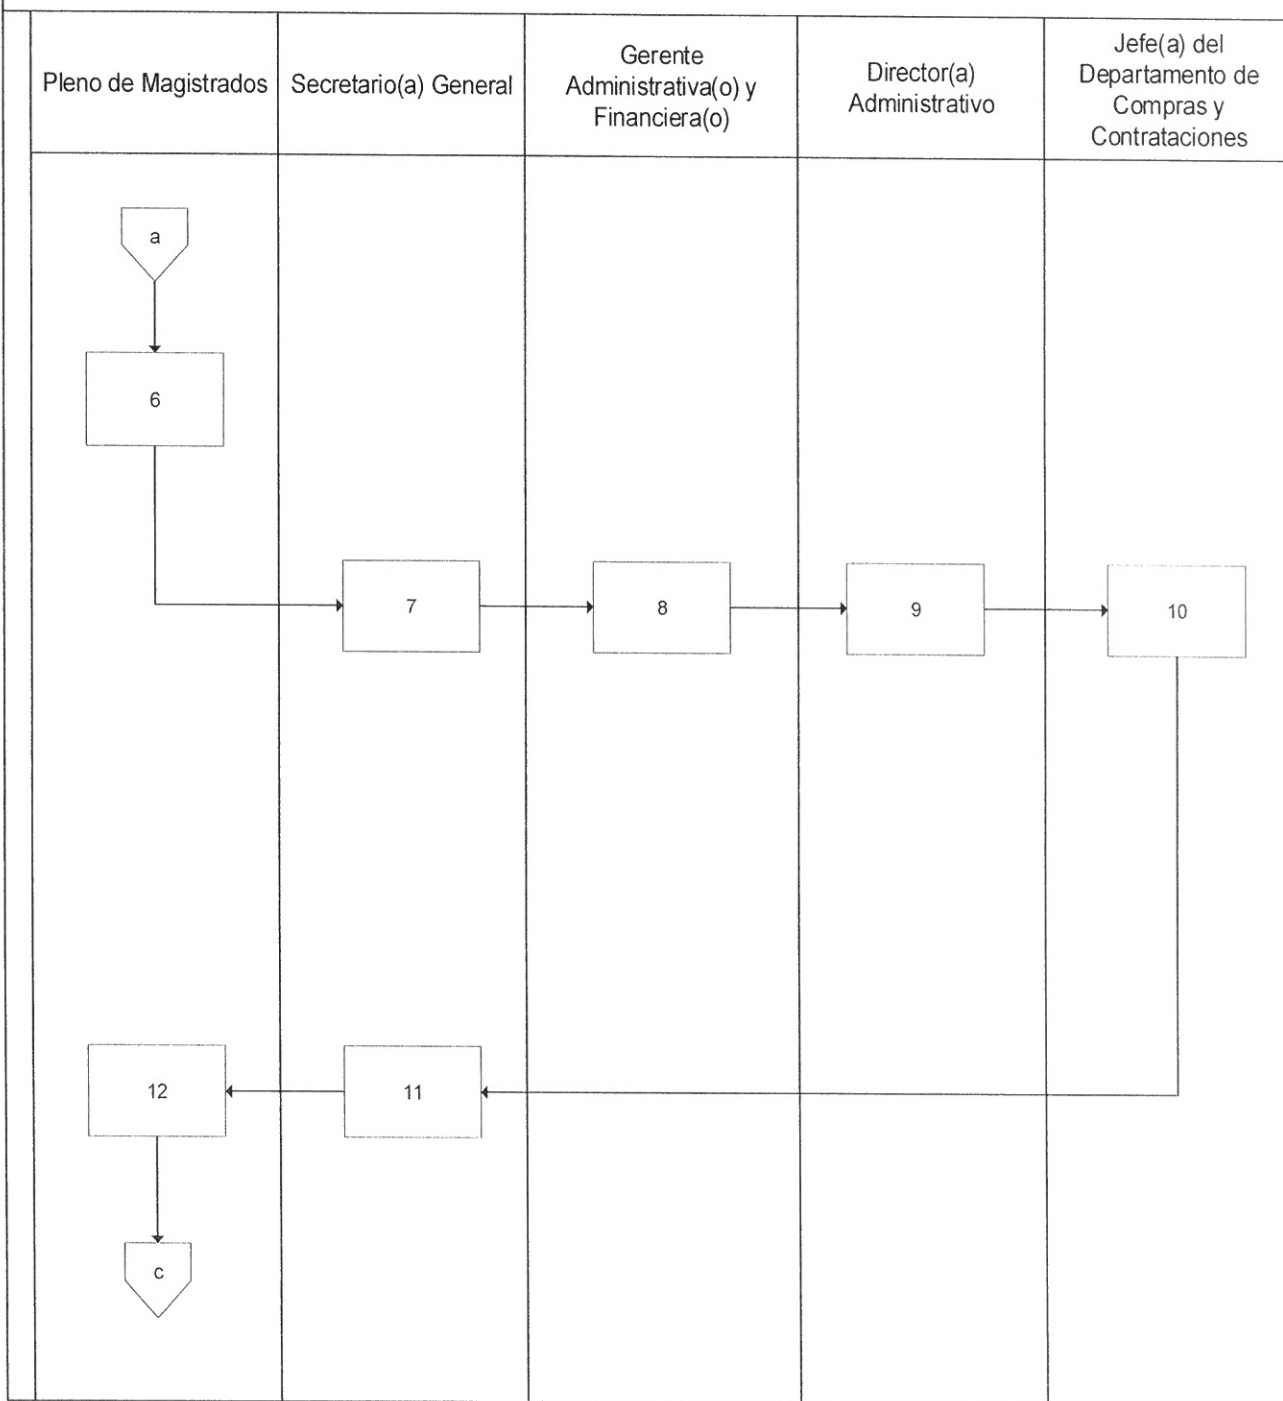 Pleno de Magistrados
Secretario(a) General
Gerente
Administrativa(o) y
Financiera(o)
Director(a)
Administrativo
Jefe(a) del
Departamento de
Compras y
Contrataciones
a
6
7
8
9
10
12
11
c